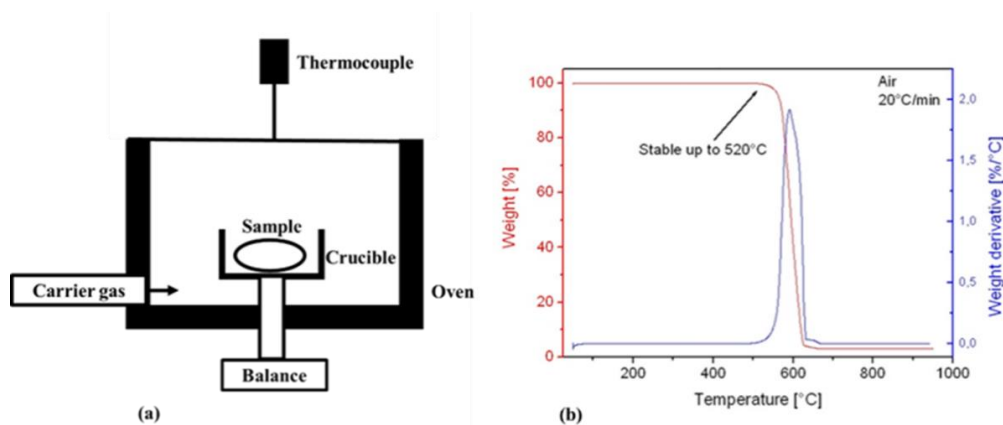 Thermocouple
Sample
Crucible
Carrier gas
Oven
Balance
(a)
Air
20°C/min
Stable up to 520°C
Weight [%]
100
80
60
40
20
0
Weight derivative [%/°C]
2,0
1,5
1,0
0,5
0,0
200 400 600 800 1000
Temperature [°C]
(b)